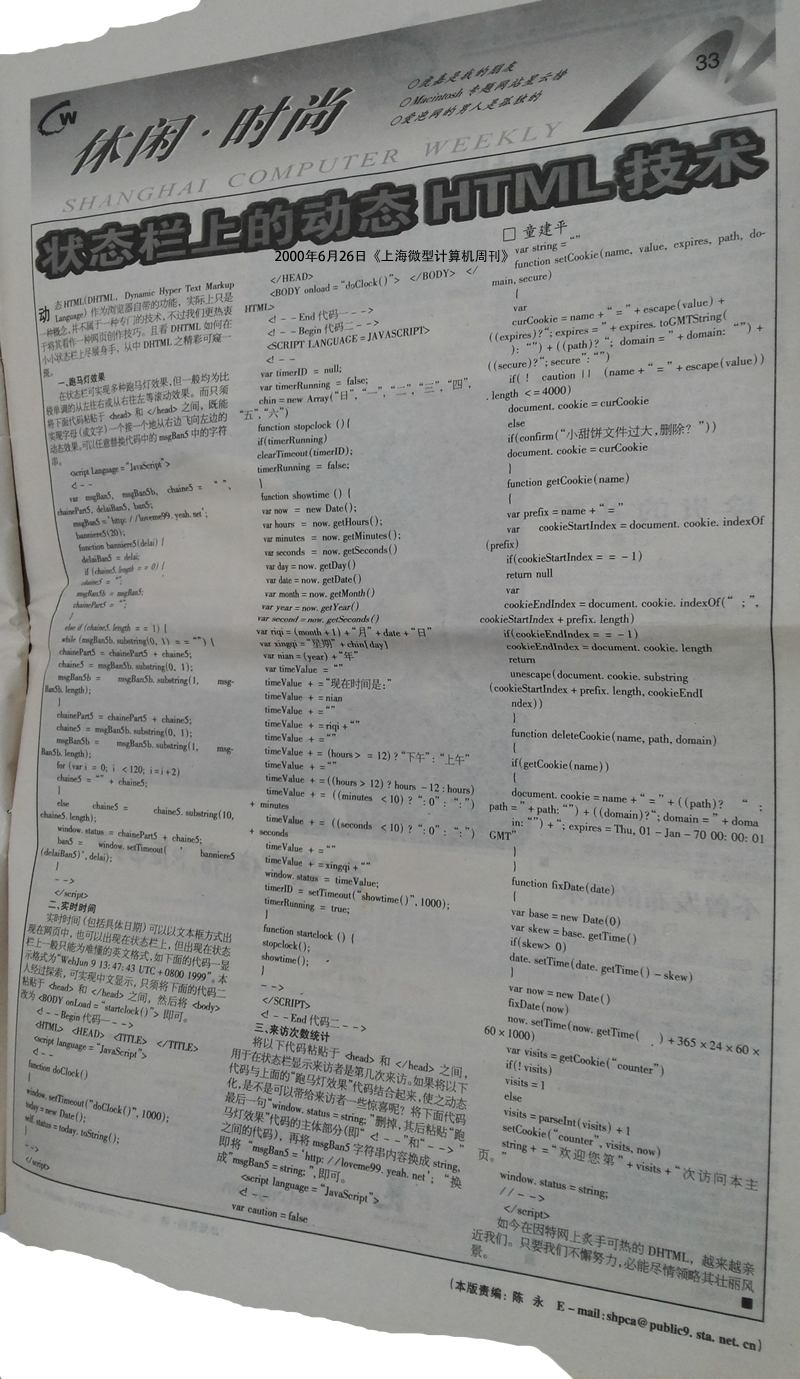 CW
休闲·时尚
○虎嘉是我的朋友
○Macintosh 专题网站星云榜
○爱泡网的男人是孤独的
33
SHANGHAI COMPUTER WEEKLY
状态栏上的动态 HTML 技术
2000年6月26日《上海微型计算机周刊》
□ 童建平
动态HTML(DHTML, Dynamic Hyper Text Markup
Language) 作为浏览器自带的功能，实际上只是
一种概念，并不属于一种专门的技术，不过我们更热衷
于将其看作一种网页创作技巧。且看 DHTML 如何在
小小状态栏上尽展身手，从中 DHTML 之精彩可窥一
斑。
一、跑马灯效果
在状态栏可实现多种跑马灯效果，但一般均为比
较单调的从左往右或从右往左等滚动效果。而只须
将下面代码粘帖于 <head> 和 </head> 之间，既能
实现字母(或文字) 一个接一个地从右边飞向左边的
动态效果。可以任意替换代码中的 msgBan5 中的字符
串。
<script Language = "JavaScript">
<! - -
var msgBan5, msgBan5b, chaine5 = " ",
chainePart5, delaiBan5, ban5;
msgBan5 = 'http: //loveme99. yeah. net';
banniere5(20);
function banniere5(delai) {
delaiBan5 = delai;
if (chaine5. length = = 0) {
chaine5 = "";
msgBan5b = msgBan5;
chainePart5 = "";
}
else if (chaine5. length = = 1) {
while (msgBan5b. substring(0, 1) = = "") {
chainePart5 = chainePart5 + chaine5;
chaine5 = msgBan5b. substring(0, 1);
msgBan5b = msgBan5b. substring(1, msg-
Ban5b. length);
}
chainePart5 = chainePart5 + chaine5;
chaine5 = msgBan5b. substring(0, 1);
msgBan5b = msgBan5b. substring(1, msg-
Ban5b. length);
for (var i = 0; i <120; i=i+2)
chaine5 = "" + chaine5;
}
else chaine5 = chaine5. substring(10,
chaine5. length);
window. status = chainePart5 + chaine5;
ban5 = window. setTimeout( ' banniere5
(delaiBan5)', delai);
}
- ->
</script>
二、实时时间
实时时间 (包括具体日期) 可以以文本框方式出
现在网页中，也可以出现在状态栏上，但出现在状态
栏上一般只能为难懂的英文格式，如下面的代码一显
示格式为“WebJun 9 13: 47: 43 UTC + 0800 1999”。本
人经过探索，可实现中文显示，只须将下面的代码二
粘帖于 <head> 和 </head> 之间，然后将 <body>
改为 <BODY onLoad = "startclock()"> 即可。
<! - -Begin 代码一- ->
<HTML> <HEAD> <TITLE> </TITLE>
<script language = "JavaScript">
<! - -
function doClock()
{
window. setTimeout("doClock()", 1000);
today = new Date();
self. status = today. toString();
}
- ->
</script>
</HEAD>
<BODY onload = "doClock()"> </BODY> </
HTML>
<! - -End 代码一- ->
<! - -Begin 代码二- ->
<SCRIPT LANGUAGE = JAVASCRIPT>
<! - -
var timerID = null;
var timerRunning = false;
chin = new Array("日", "一", "二", "三", "四",
"五", "六")
function stopclock (){
if(timerRunning)
clearTimeout(timerID);
timerRunning = false;
}
function showtime () {
var now = new Date();
var hours = now. getHours();
var minutes = now. getMinutes();
var seconds = now. getSeconds()
var day = now. getDay()
var date = now. getDate()
var month = now. getMonth()
var year = now. getYear()
var second = now. getSeconds()
var riqi = (month + 1) + "月" + date + "日"
var xingqi = "星期" + chin[day]
var nian = (year) + "年"
var timeValue = ""
timeValue + = "现在时间是:"
timeValue + = nian
timeValue + = ""
timeValue + = riqi + ""
timeValue + = ""
timeValue + = (hours > = 12) ? "下午" : "上午"
timeValue + = ""
timeValue + = ((hours > 12) ? hours - 12 : hours)
timeValue + = ((minutes < 10) ? ": 0" : ": ")
+ minutes
timeValue + = ((seconds < 10) ? ": 0" : ": ")
+ seconds
timeValue + = ""
timeValue + = xingqi + ""
window. status = timeValue;
timerID = setTimeout("showtime()", 1000);
timerRunning = true;
}
function startclock () {
stopclock();
showtime();
}
- ->
</SCRIPT>
<! - -End 代码二- ->
三、来访次数统计
将以下代码粘贴于 <head> 和 </head> 之间，
用于在状态栏显示来访者是第几次来访。如果将以下
代码与上面的“跑马灯效果”代码结合起来，使之动态
化，是不是可以带给来访者一些惊喜呢？将下面代码
最后一句“window. status = string; ”删掉，其后粘贴“跑
马灯效果”代码的主体部分(即“<! - -”和“- ->”
之间的代码)，再将 msgBan5 字符串内容换成 string,
即将 “msgBan5 = 'http: //loveme99. yeah. net'; ”换
成“msgBan5 = string; ”，即可。
<script language = "JavaScript">
<! - -
var caution = false
var string = ""
function setCookie(name, value, expires, path, do-
main, secure)
{
var
curCookie = name + " = " + escape(value) +
((expires)?"; expires = " + expires. toGMTString(
): "") + ((path)? "; domain = " + domain: "") +
((secure)?"; secure": "")
if( ! caution || (name + " = " + escape(value))
. length < = 4000)
document. cookie = curCookie
else
if(confirm("小甜饼文件过大，删除？"))
document. cookie = curCookie
}
function getCookie(name)
{
var prefix = name + " = "
var cookieStartIndex = document. cookie. indexOf
(prefix)
if(cookieStartIndex = = - 1)
return null
var
cookieEndIndex = document. cookie. indexOf(" ; ",
cookieStartIndex + prefix. length)
if(cookieEndIndex = = - 1)
cookieEndIndex = document. cookie. length
return
unescape(document. cookie. substring
(cookieStartIndex + prefix. length, cookieEndI
ndex))
}
function deleteCookie(name, path, domain)
{
if(getCookie(name))
{
document. cookie = name + " = " + ((path)? " ;
path = " + path: "") + ((domain)?"; domain = " + doma
in: "") + "; expires = Thu, 01 - Jan - 70 00: 00: 01
GMT"
}
}
function fixDate(date)
{
var base = new Date(0)
var skew = base. getTime()
if(skew > 0)
date. setTime(date. getTime() - skew)
}
var now = new Date()
fixDate(now)
now. setTime(now. getTime( . ) + 365 × 24 × 60 ×
60 × 1000)
var visits = getCookie("counter")
if(! visits)
visits = 1
else
visits = parseInt(visits) + 1
setCookie("counter", visits, now)
string + = "欢迎您第" + visits + "次访问本主
页。"
window. status = string;
// - ->
</script>
如今在因特网上炙手可热的 DHTML，越来越亲
近我们。只要我们不懈努力，必能尽情领略其壮丽风
景。
■
(本版责编：陈 永 E - mail:shpca@public9. sta. net. cn)